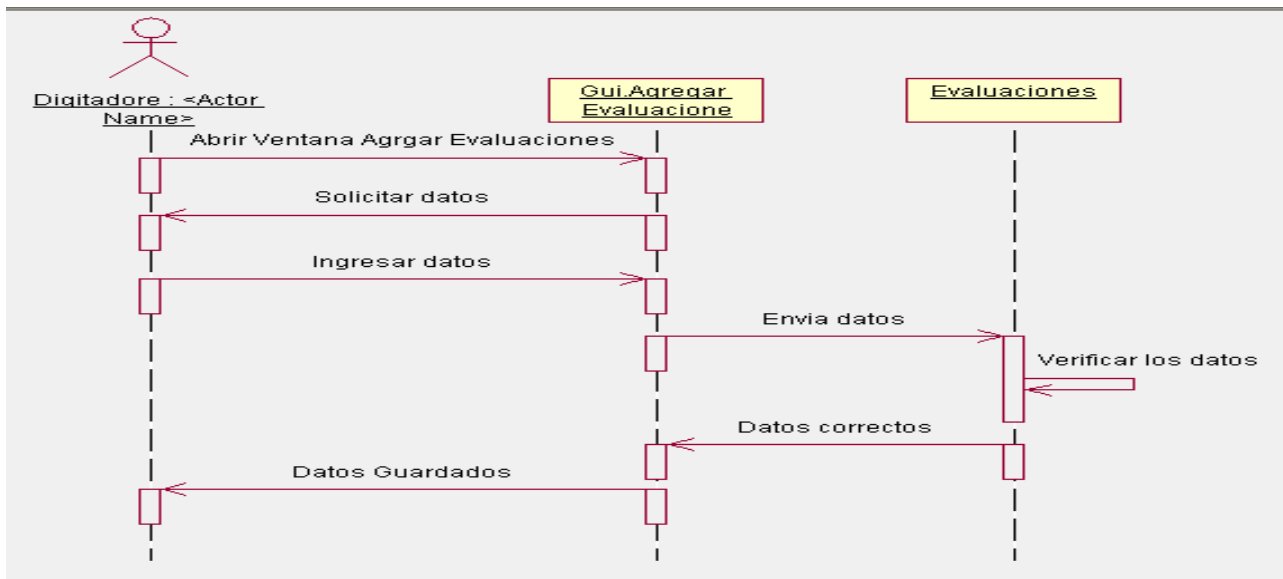 Digitadore : <Actor
Name>
Gui.Agregar
Evaluacione
Evaluaciones
Abrir Ventana Agrgar Evaluaciones
Solicitar datos
Ingresar datos
Envia datos
Verificar los datos
Datos correctos
Datos Guardados